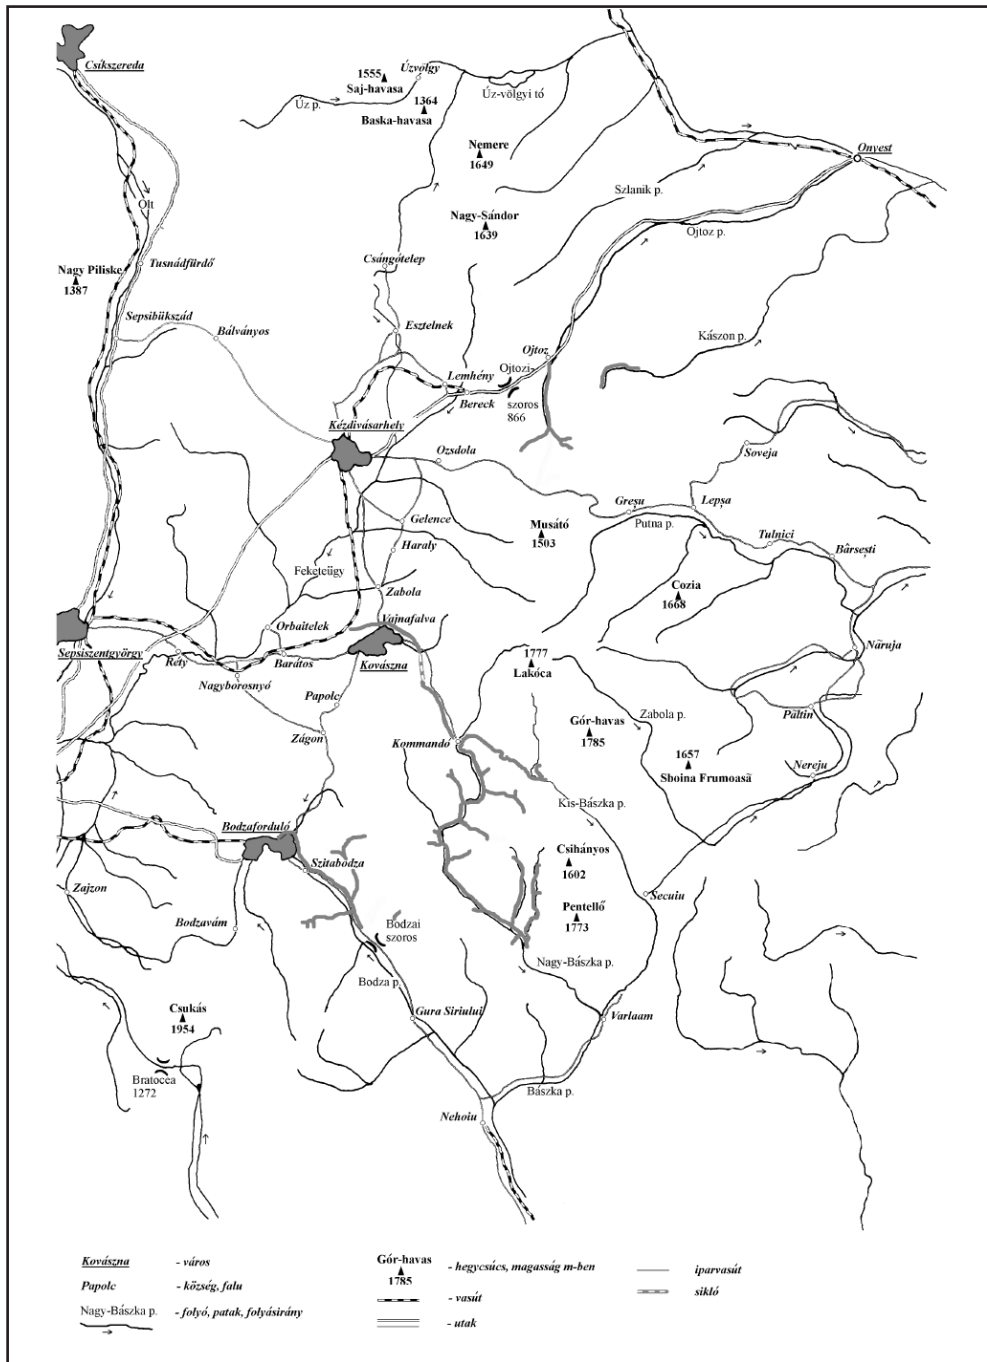 Csíkszereda
1555
Saj-havasa
Úzvölgy
1364
Baska-havasa
Úz p.
Úz-völgyi tó
Nemere
1649
Onyest
Szlanik p.
Olt
Nagy-Sándor
1639
Ojtoz p.
Csángótelep
Tusnádfürdő
Nagy Piliske
1387
Sepsibükszád
Bálványos
Esztelnek
Kászon p.
Ojtoz
Ojtozi
Lemhény
Bereck
szoros
866
Kézdivásárhely
Ozsdola
Soveja
Greșu
Lepșa
Putna p.
Gelence
Musátó
1503
Tulnici
Bârsești
Haraly
Feketeügy
Zabola
Cozia
1668
Vajnafalva
Orbaitelek
Sepsiszentgyörgy
Réty
Barátos
Kovászna
Năruja
1777
Lakóca
Nagyborosnyó
Papolc
Gór-havas
1785
Zabola p.
Păltin
Zágon
Kommandó
1657
Sboina Frumoasă
Nereju
Kis-Bászka p.
Bodzaforduló
Szitabodza
Csihányos
1602
Zajzon
Secuiu
Bodzavám
Pentellő
1773
Bodzai
szoros
Nagy-Bászka p.
Bodza p.
Csukás
1954
Gura Siriului
Varlaam
Bratocea
1272
Bászka p.
Nehoiu
Kovászna - város
Papolc - község, falu
Nagy-Bászka p. - folyó, patak, folyásirány
Gór-havas
1785
- hegycsúcs, magasság m-ben
- vasút
- utak
iparvasút
sikló